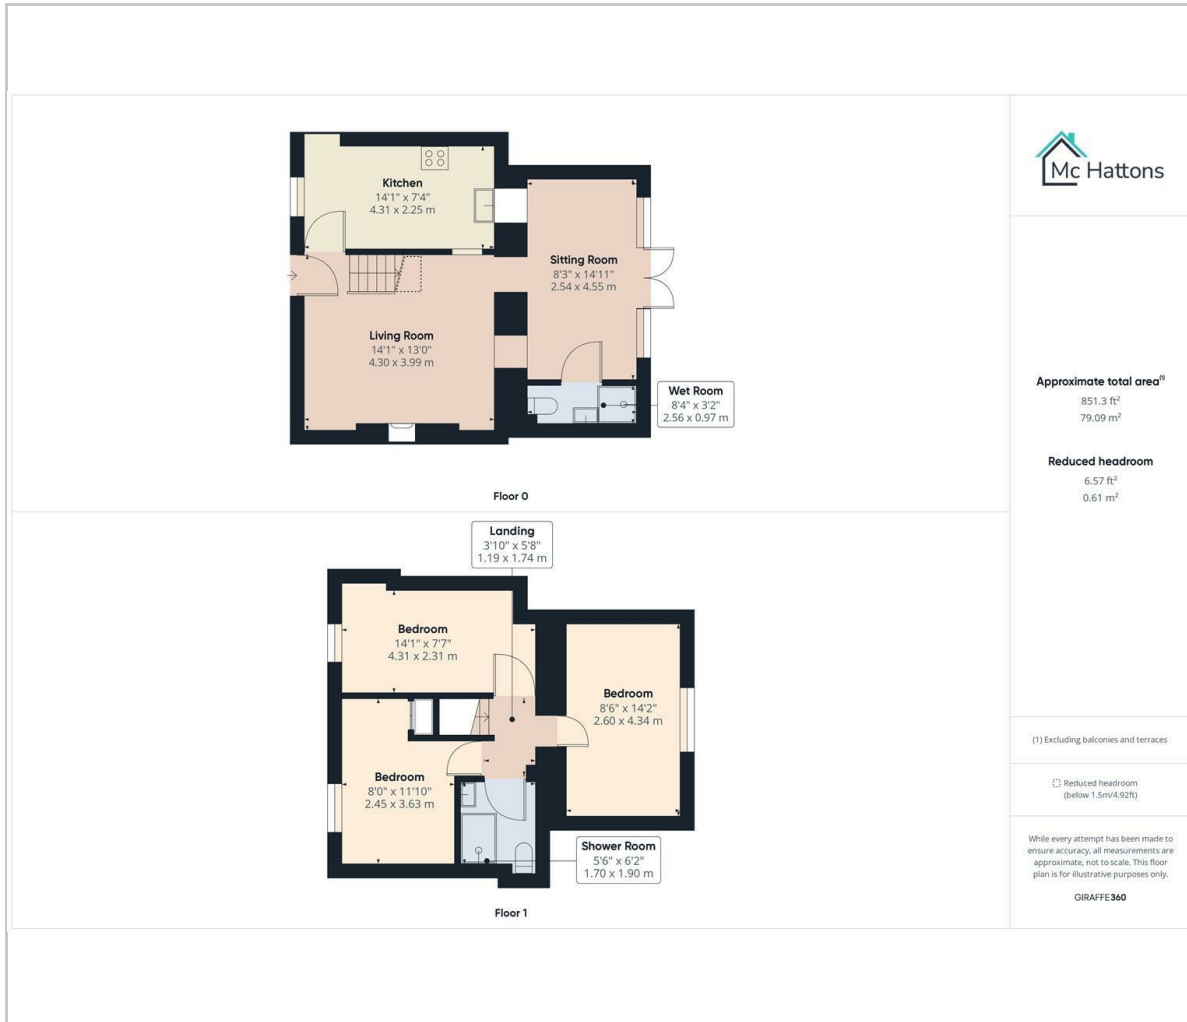 Kitchen
14'1" x 7'4"
4.31 x 2.25 m
Sitting Room
8'3" x 14'11"
2.54 x 4.55 m
Living Room
14'1" x 13'0"
4.30 x 3.99 m
Wet Room
8'4" x 3'2"
2.56 x 0.97 m
Floor 0
Landing
3'10" x 5'8"
1.19 x 1.74 m
Bedroom
14'1" x 7'7"
4.31 x 2.31 m
Bedroom
8'6" x 14'2"
2.60 x 4.34 m
Bedroom
8'0" x 11'10"
2.45 x 3.63 m
Shower Room
5'6" x 6'2"
1.70 x 1.90 m
Floor 1
Mc Hattons
Approximate total area⁽¹⁾
851.3 ft²
79.09 m²
Reduced headroom
6.57 ft²
0.61 m²
(1) Excluding balconies and terraces
Reduced headroom
(below 1.5m/4.92ft)
While every attempt has been made to
ensure accuracy, all measurements are
approximate, not to scale. This floor
plan is for illustrative purposes only.
GIRAFFE360